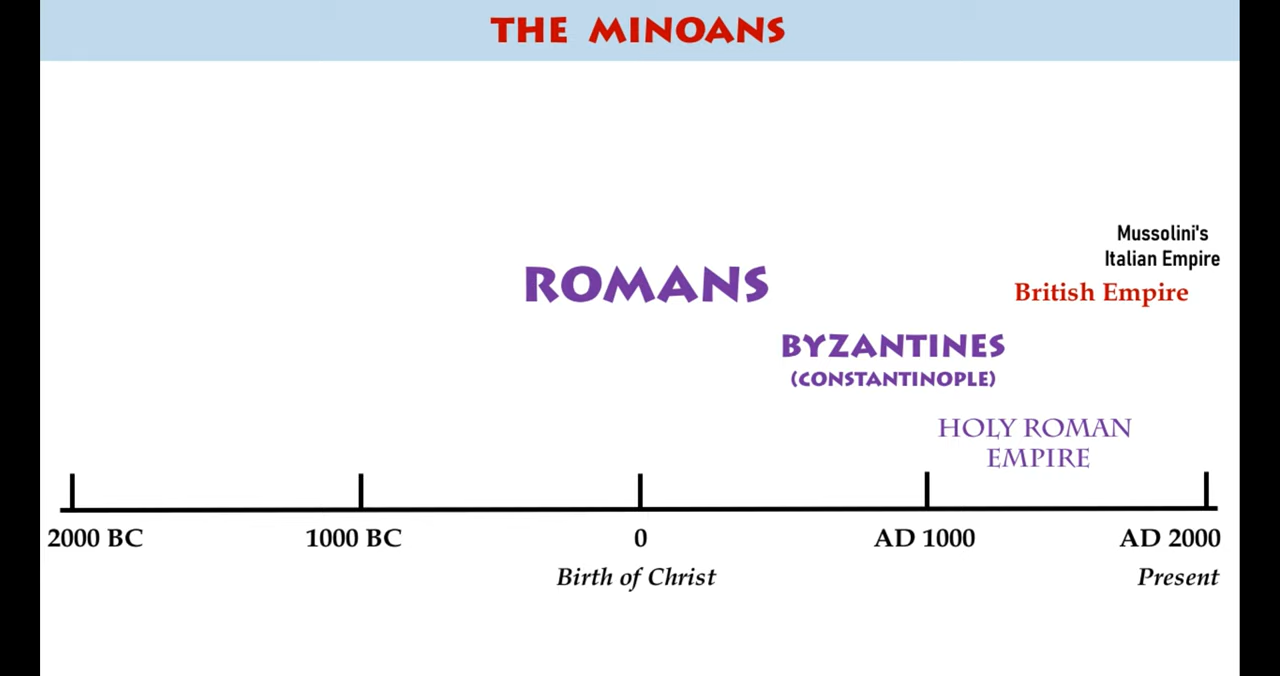 THE MINOANS
Mussolini's
Italian Empire
ROMANS
British Empire
BYZANTINES
(CONSTANTINOPLE)
HOLY ROMAN
EMPIRE
2000 BC 1000 BC 0 AD 1000 AD 2000
Birth of Christ Present